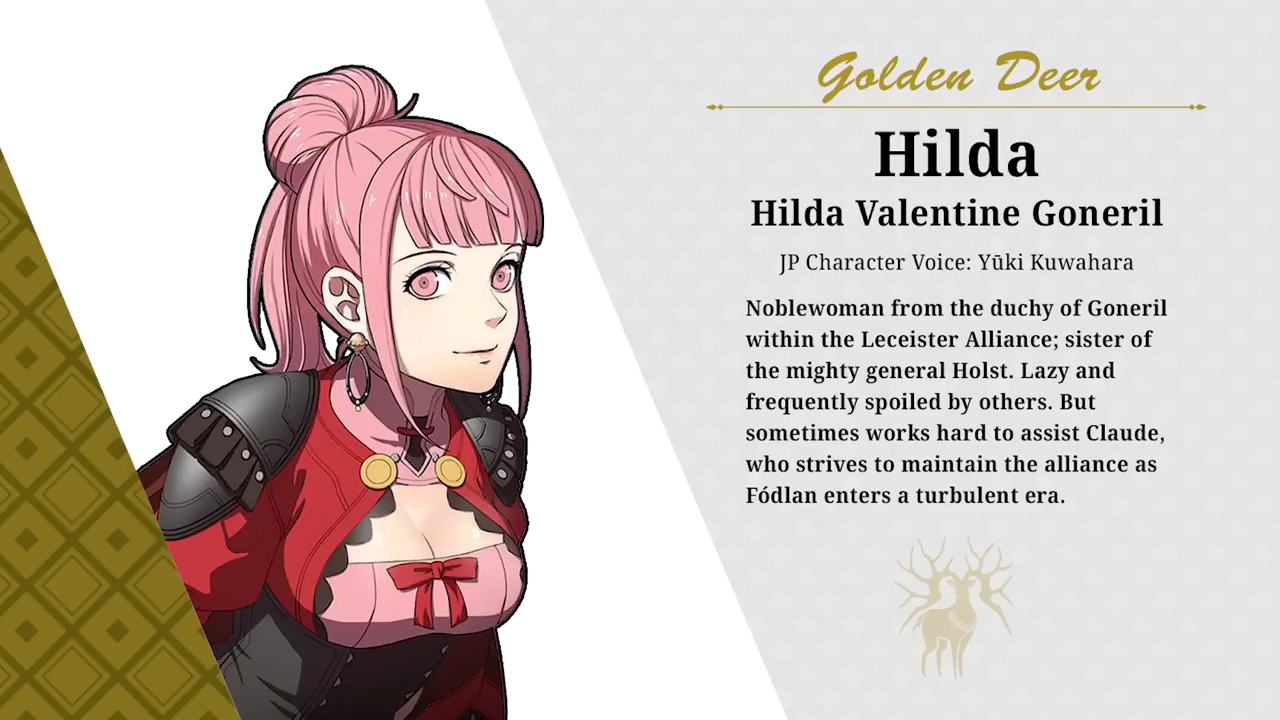 Golden Deer
Hilda
Hilda Valentine Goneril
JP Character Voice: Yūki Kuwahara
Noblewoman from the duchy of Goneril
within the Leceister Alliance; sister of
the mighty general Holst. Lazy and
frequently spoiled by others. But
sometimes works hard to assist Claude,
who strives to maintain the alliance as
Fódlan enters a turbulent era.